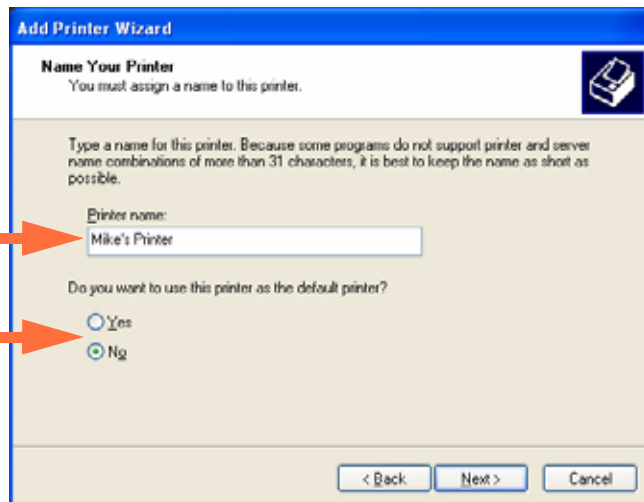 Add Printer Wizard
Name Your Printer
You must assign a name to this printer.
Type a name for this printer. Because some programs do not support printer and server
name combinations of more than 31 characters, it is best to keep the name as short as
possible.
Printer name:
Mike's Printer
Do you want to use this printer as the default printer?
Yes
No
< Back Next > Cancel